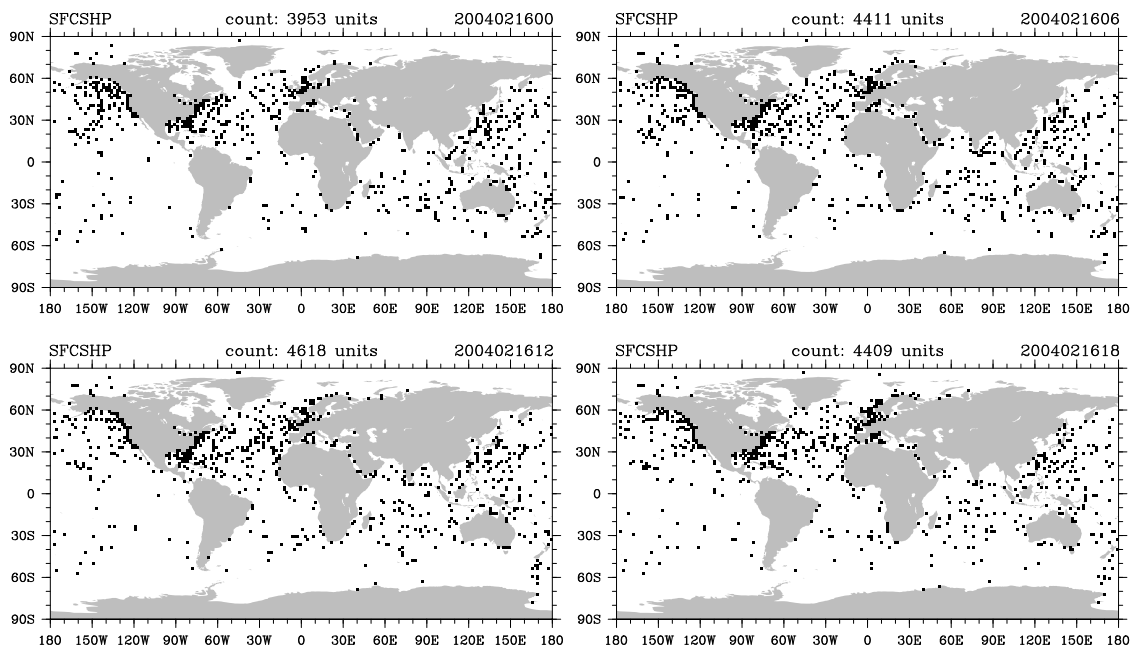 SFCSHP count: 3953 units 2004021600
90N
60N
30N
0
30S
60S
90S
180 150W 120W 90W 60W 30W 0 30E 60E 90E 120E 150E 180
SFCSHP count: 4411 units 2004021606
90N
60N
30N
0
30S
60S
90S
180 150W 120W 90W 60W 30W 0 30E 60E 90E 120E 150E 180
SFCSHP count: 4618 units 2004021612
90N
60N
30N
0
30S
60S
90S
180 150W 120W 90W 60W 30W 0 30E 60E 90E 120E 150E 180
SFCSHP count: 4409 units 2004021618
90N
60N
30N
0
30S
60S
90S
180 150W 120W 90W 60W 30W 0 30E 60E 90E 120E 150E 180